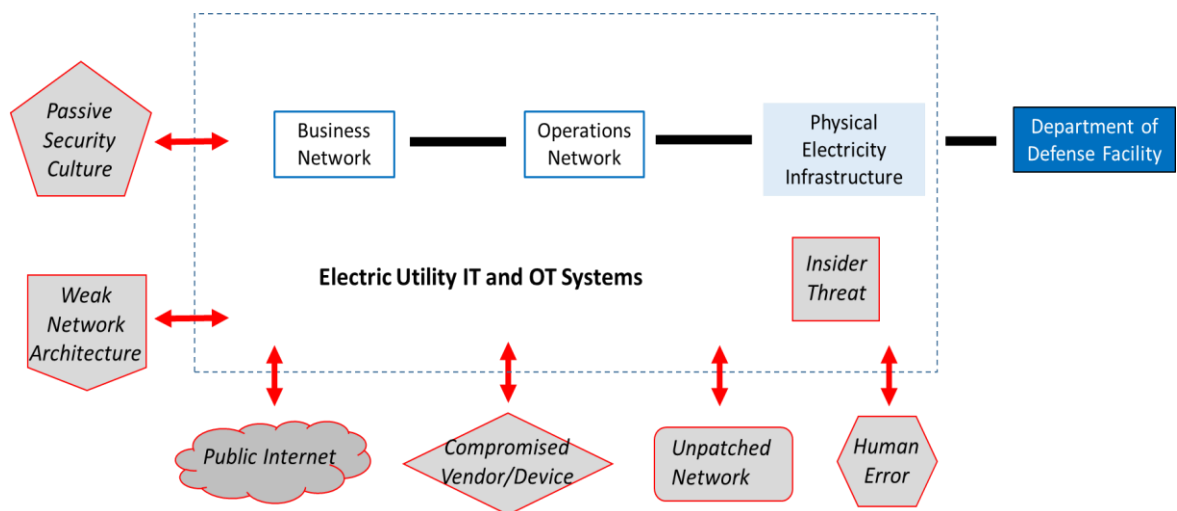 Passive
Security
Culture
Business
Network
Operations
Network
Physical
Electricity
Infrastructure
Department of
Defense Facility
Electric Utility IT and OT Systems
Insider
Threat
Weak
Network
Architecture
Public Internet
Compromised
Vendor/Device
Unpatched
Network
Human
Error